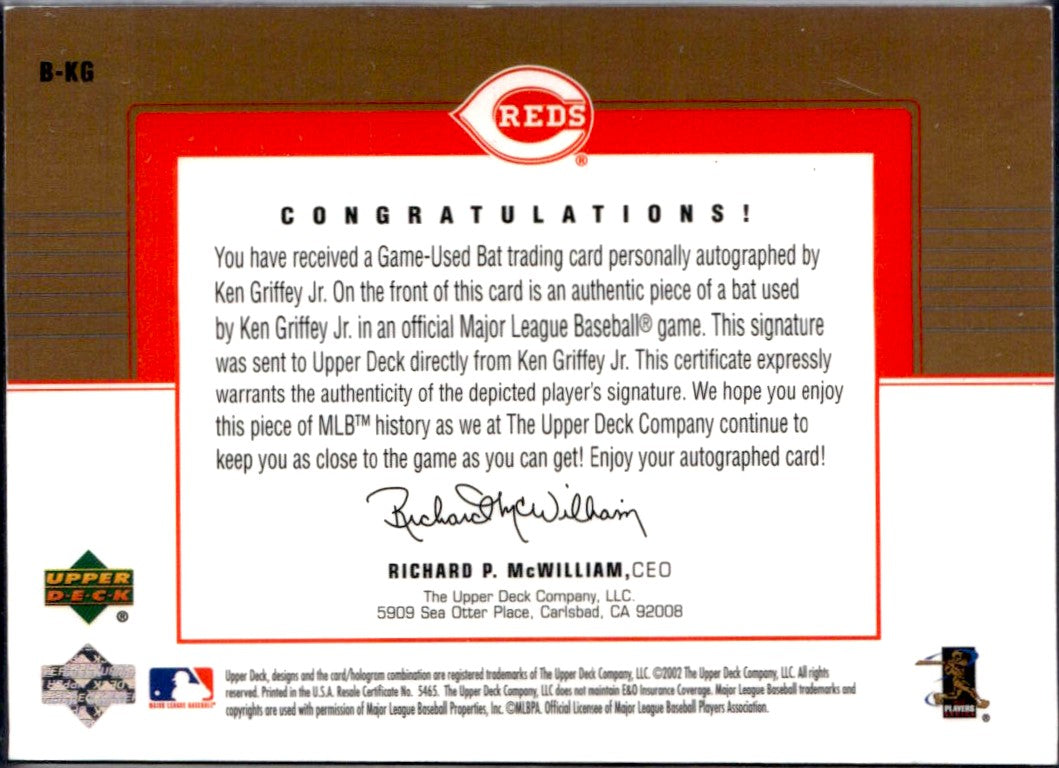 B-KG
REDS
®
CONGRATULATIONS!
You have received a Game-Used Bat trading card personally autographed by
Ken Griffey Jr. On the front of this card is an authentic piece of a bat used
by Ken Griffey Jr. in an official Major League Baseball® game. This signature
was sent to Upper Deck directly from Ken Griffey Jr. This certificate expressly
warrants the authenticity of the depicted player's signature. We hope you enjoy
this piece of MLB™ history as we at The Upper Deck Company continue to
keep you as close to the game as you can get! Enjoy your autographed card!
Richard McWilliam
RICHARD P. McWILLIAM, CEO
The Upper Deck Company, LLC.
5909 Sea Otter Place, Carlsbad, CA 92008
UPPER
D·E·C·K
®
MAJOR LEAGUE BASEBALL
Upper Deck, designs and the card/hologram combination are registered trademarks of The Upper Deck Company, LLC. ©2002 The Upper Deck Company, LLC. All rights
reserved. Printed in the U.S.A. Resale Certificate No. 5465. The Upper Deck Company, LLC does not maintain E&O Insurance Coverage. Major League Baseball trademarks and
copyrights are used with permission of Major League Baseball Properties, Inc. ©MLBPA. Official Licensee of Major League Baseball Players Association.
PLAYERS
®